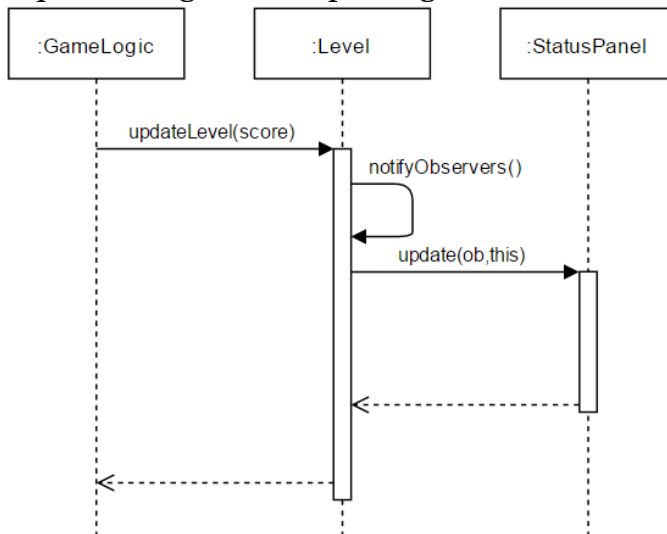 :GameLogic
:Level
:StatusPanel
updateLevel(score)
notifyObservers()
update(ob,this)